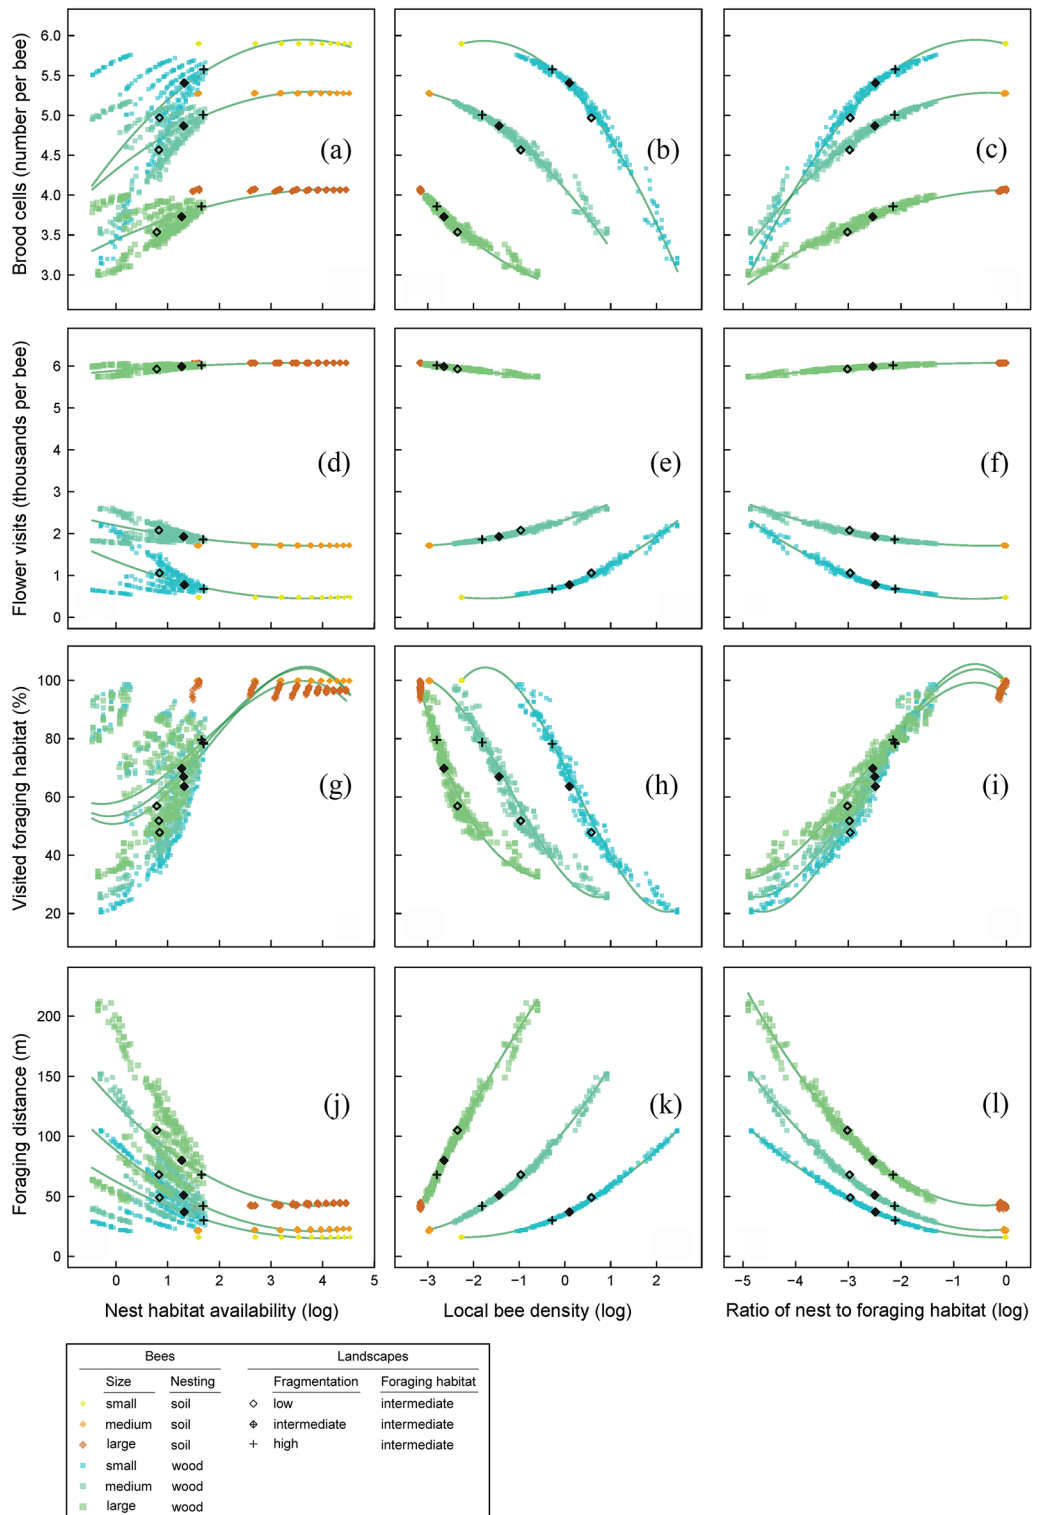 Brood cells (number per bee)
6.0
5.5
5.0
4.5
4.0
3.5
3.0
(a)
(b)
(c)
Flower visits (thousands per bee)
6
5
4
3
2
1
0
(d)
(e)
(f)
Visited foraging habitat (%)
100
80
60
40
20
(g)
(h)
(i)
Foraging distance (m)
200
150
100
50
0
(j)
(k)
(l)
0 1 2 3 4 5
−3 −2 −1 0 1 2
−5 −4 −3 −2 −1 0
Nest habitat availability (log)
Local bee density (log)
Ratio of nest to foraging habitat (log)
Bees Landscapes
Size Nesting Fragmentation Foraging habitat
small soil low intermediate
medium soil intermediate intermediate
large soil high intermediate
small wood
medium wood
large wood